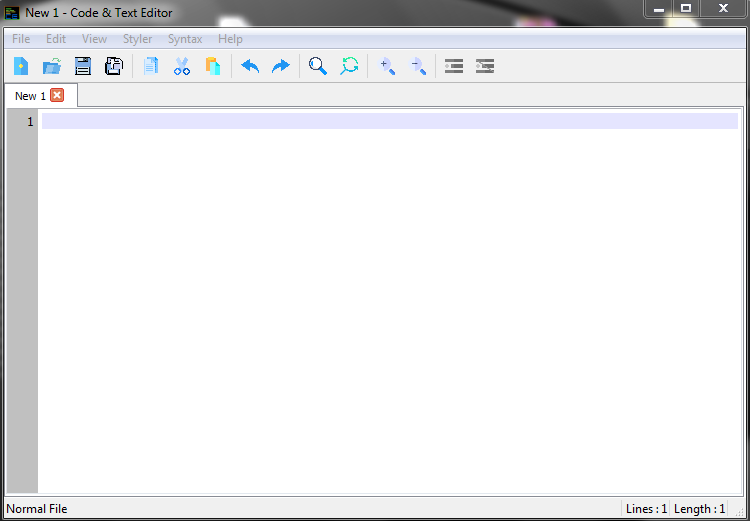 New 1 - Code & Text Editor
File Edit View Styler Syntax Help
New 1
1
Normal File Lines : 1 Length : 1